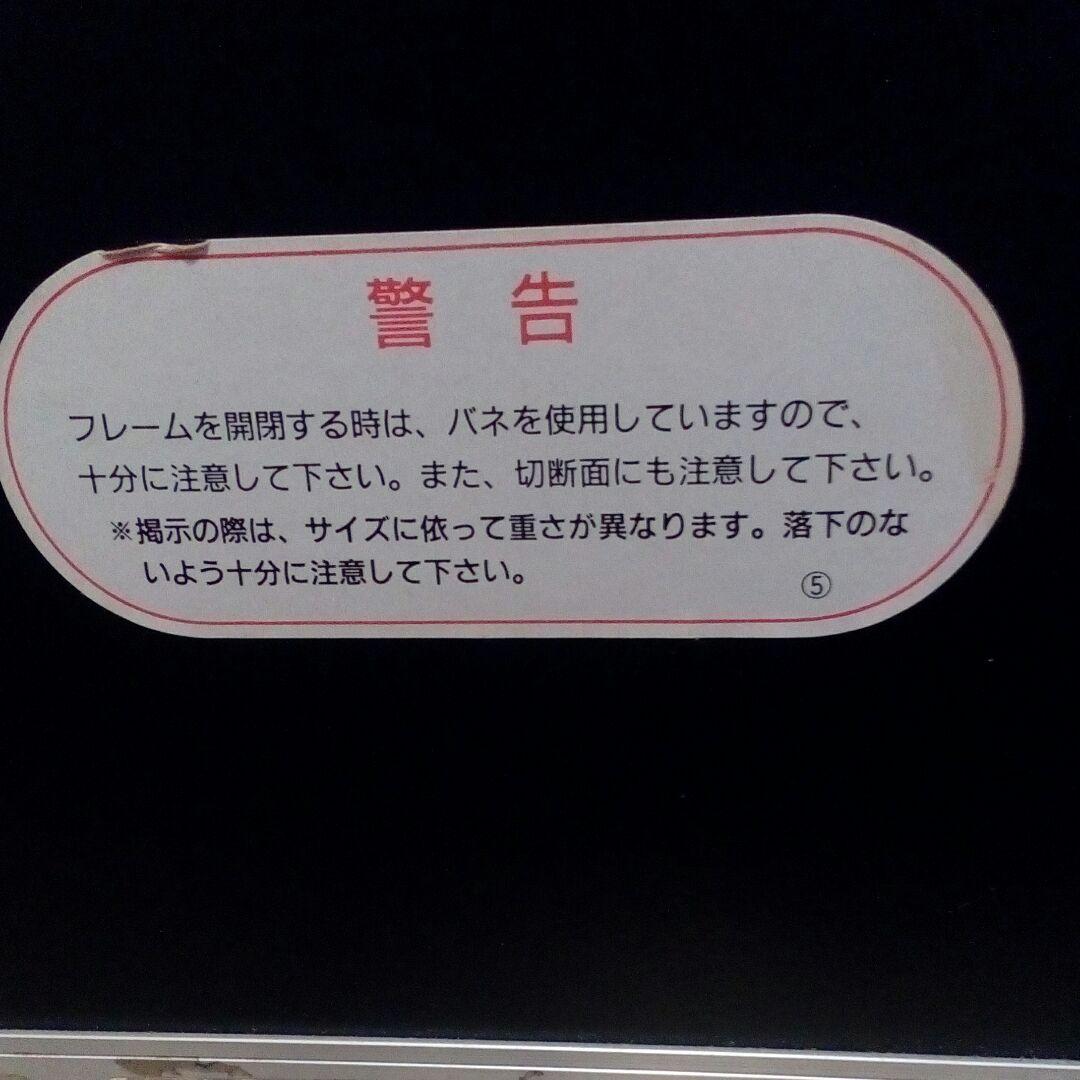 警告
フレームを開閉する時は、バネを使用していますので、
十分に注意して下さい。また、切断面にも注意して下さい。
※掲示の際は、サイズに依って重さが異なります。落下のな
いよう十分に注意して下さい。
⑤